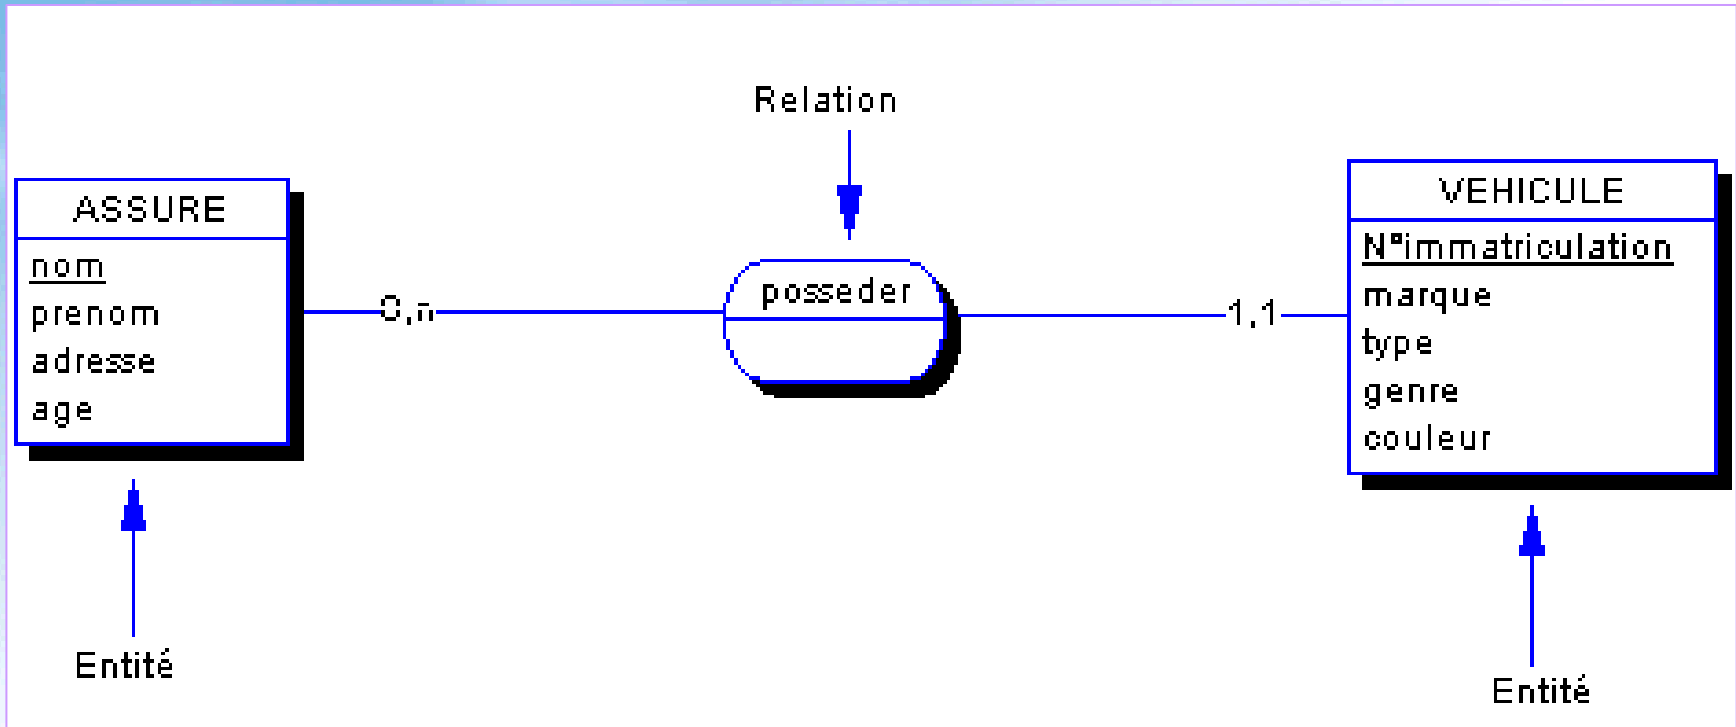 Relation
ASSURE
nom
prenom
adresse
age
0,n
posseder
1,1
VEHICULE
N°immatriculation
marque
type
genre
couleur
Entité
Entité